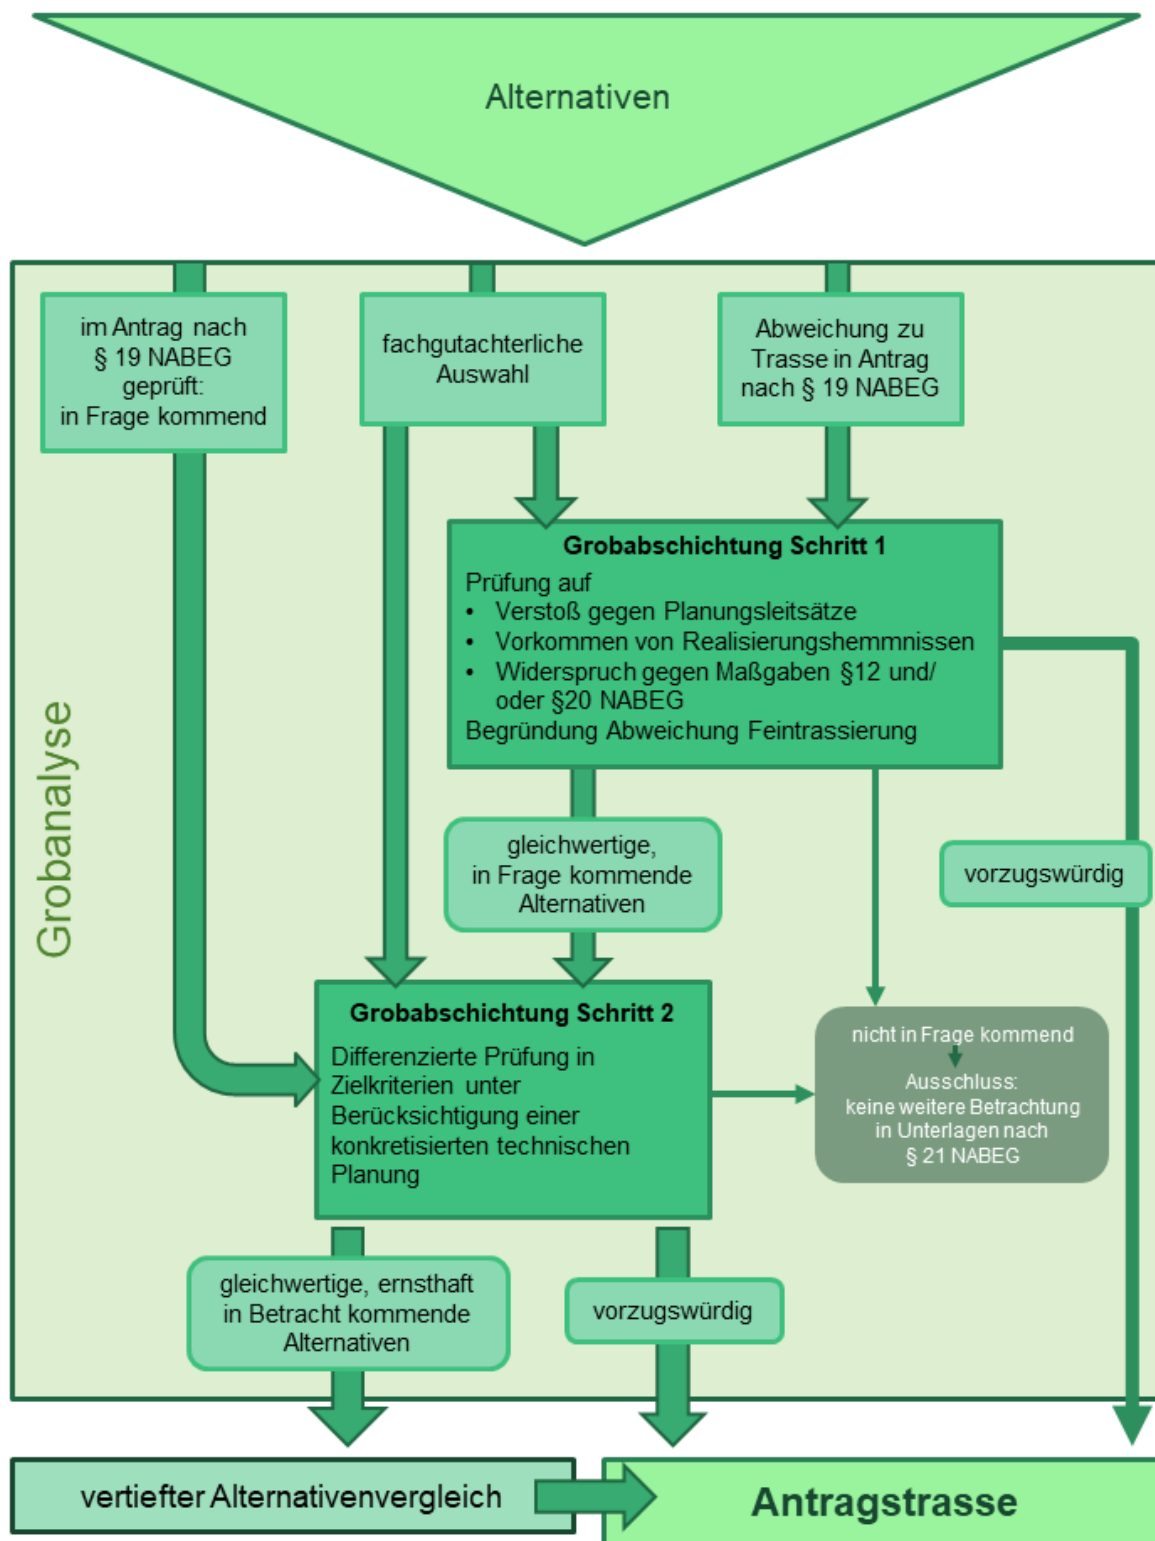 Alternativen
im Antrag nach
§ 19 NABEG
geprüft:
in Frage kommend
fachgutachterliche
Auswahl
Abweichung zu
Trasse in Antrag
nach § 19 NABEG
Grobabschichtung Schritt 1
Prüfung auf
• Verstoß gegen Planungsleitsätze
• Vorkommen von Realisierungshemmnissen
• Widerspruch gegen Maßgaben §12 und/
oder §20 NABEG
Begründung Abweichung Feintrassierung
Grobanalyse
gleichwertige,
in Frage kommende
Alternativen
vorzugswürdig
Grobabschichtung Schritt 2
Differenzierte Prüfung in
Zielkriterien unter
Berücksichtigung einer
konkretisierten technischen
Planung
nicht in Frage kommend
Ausschluss:
keine weitere Betrachtung
in Unterlagen nach
§ 21 NABEG
gleichwertige, ernsthaft
in Betracht kommende
Alternativen
vorzugswürdig
vertiefter Alternativenvergleich
Antragstrasse